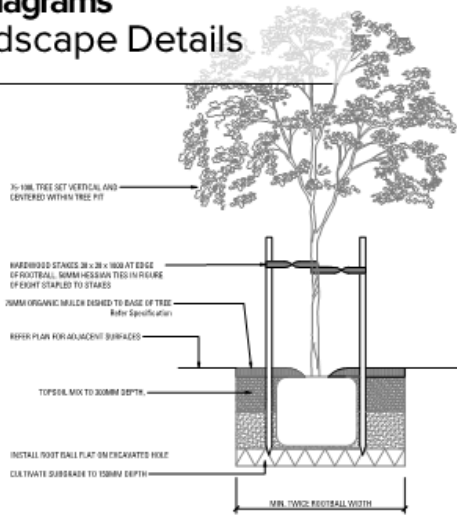 iagrams
dscape Details
75-100L TREE SET VERTICAL AND
CENTERED WITHIN TREE PIT
HARDWOOD STAKES 38 x 38 x 1800 AT EDGE
OF ROOTBALL, 50MM HESSIAN TIES IN FIGURE
OF EIGHT STAPLED TO STAKES
75MM ORGANIC MULCH DISHED TO BASE OF TREE
Refer Specification
REFER PLAN FOR ADJACENT SURFACES
TOPSOIL MIX TO 300MM DEPTH.
INSTALL ROOT BALL FLAT ON EXCAVATED HOLE
CULTIVATE SUBGRADE TO 150MM DEPTH
MIN. TWICE ROOTBALL WIDTH